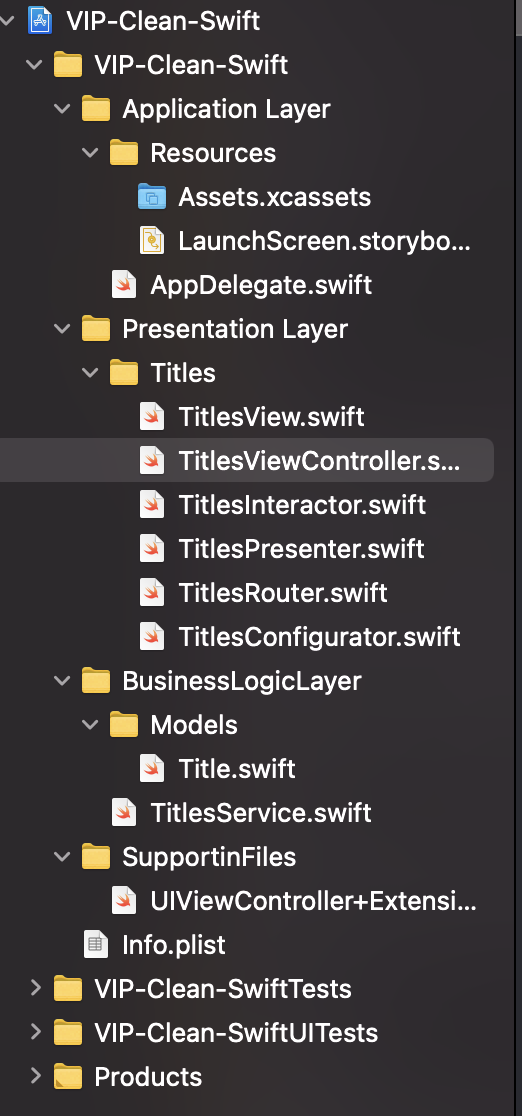 VIP-Clean-Swift
VIP-Clean-Swift
Application Layer
Resources
Assets.xcassets
LaunchScreen.storybo...
AppDelegate.swift
Presentation Layer
Titles
TitlesView.swift
TitlesViewController.s...
TitlesInteractor.swift
TitlesPresenter.swift
TitlesRouter.swift
TitlesConfigurator.swift
BusinessLogicLayer
Models
Title.swift
TitlesService.swift
SupportinFiles
UIViewController+Extensi...
Info.plist
VIP-Clean-SwiftTests
VIP-Clean-SwiftUITests
Products